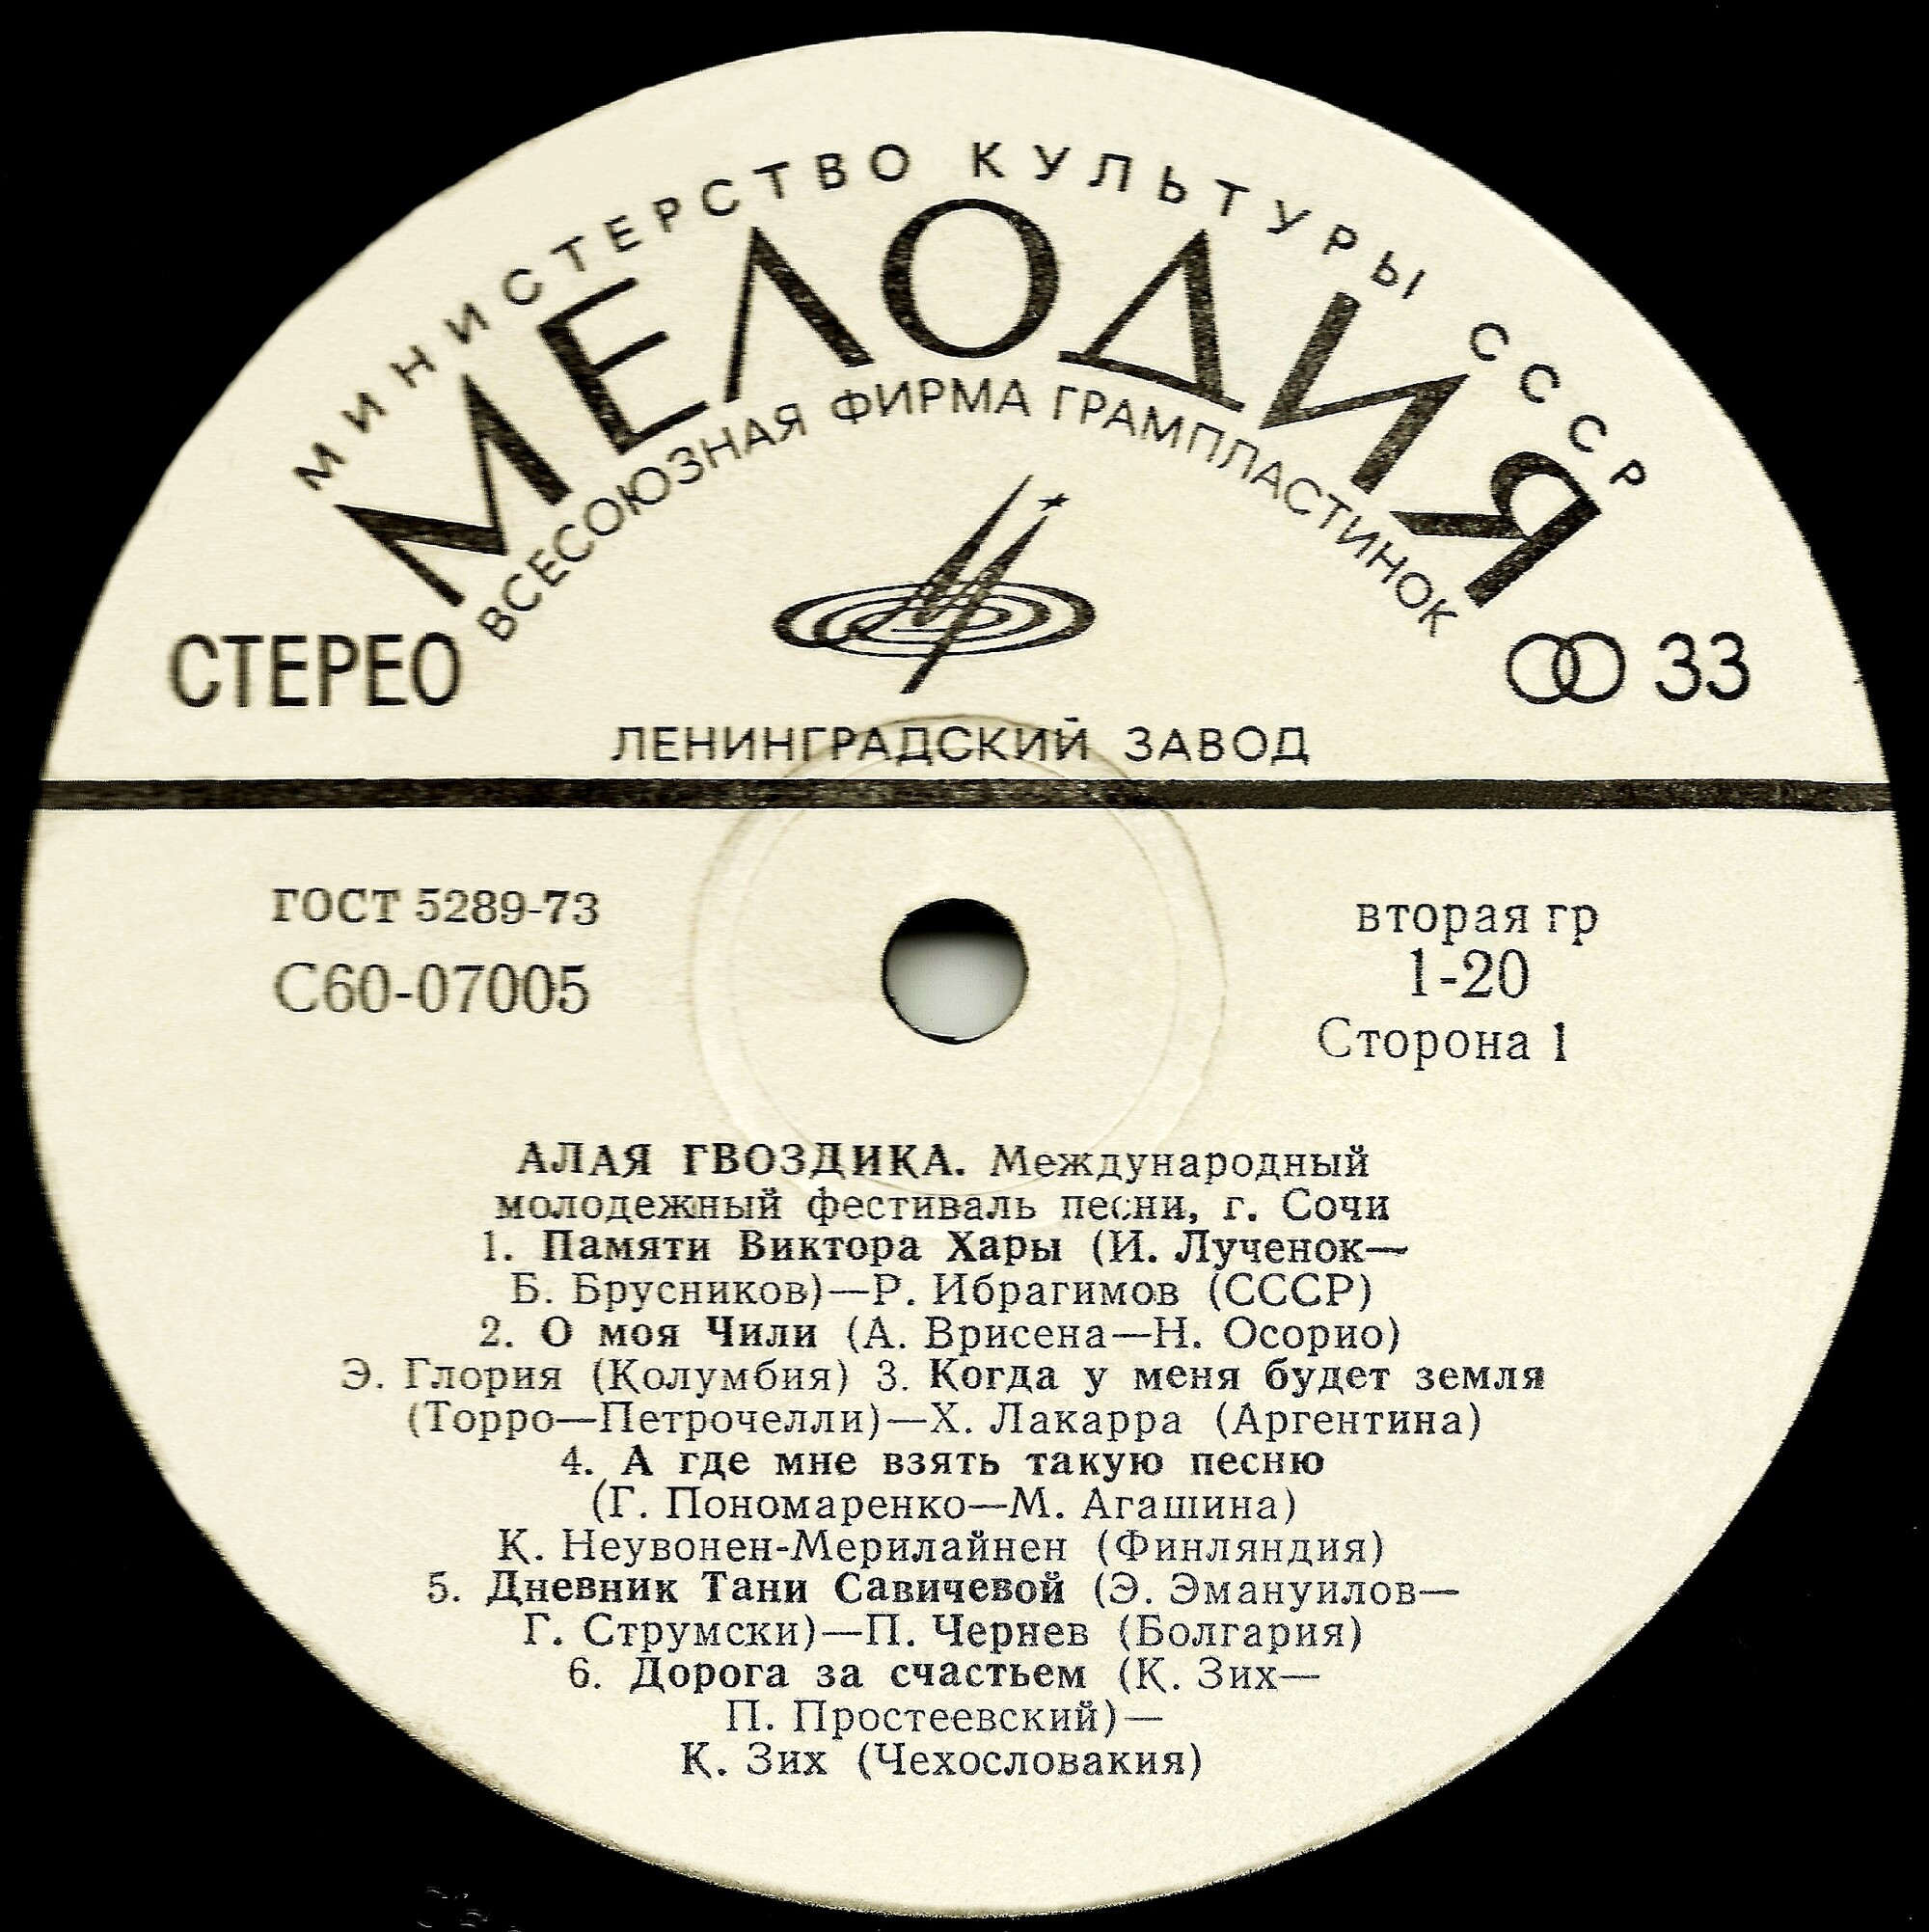 МИНИСТЕРСТВО КУЛЬТУРЫ СССР
МЕЛОДИЯ
ВСЕСОЮЗНАЯ ФИРМА ГРАМПЛАСТИНОК
СТЕРЕО 33
ЛЕНИНГРАДСКИЙ ЗАВОД
ГОСТ 5289-73
С60-07005
вторая гр
1-20
Сторона 1
АЛАЯ ГВОЗДИКА. Международный
молодежный фестиваль песни, г. Сочи
1. Памяти Виктора Хары (И. Лученок—
Б. Брусников)—Р. Ибрагимов (СССР)
2. О моя Чили (А. Врисена—Н. Осорио)
Э. Глория (Колумбия) 3. Когда у меня будет земля
(Торро—Петрочелли)—Х. Лакарра (Аргентина)
4. А где мне взять такую песню
(Г. Пономаренко—М. Агашина)
К. Неувонен-Мерилайнен (Финляндия)
5. Дневник Тани Савичевой (Э. Эмануилов—
Г. Струмски)—П. Чернев (Болгария)
6. Дорога за счастьем (К. Зих—
П. Простеевский)—
К. Зих (Чехословакия)